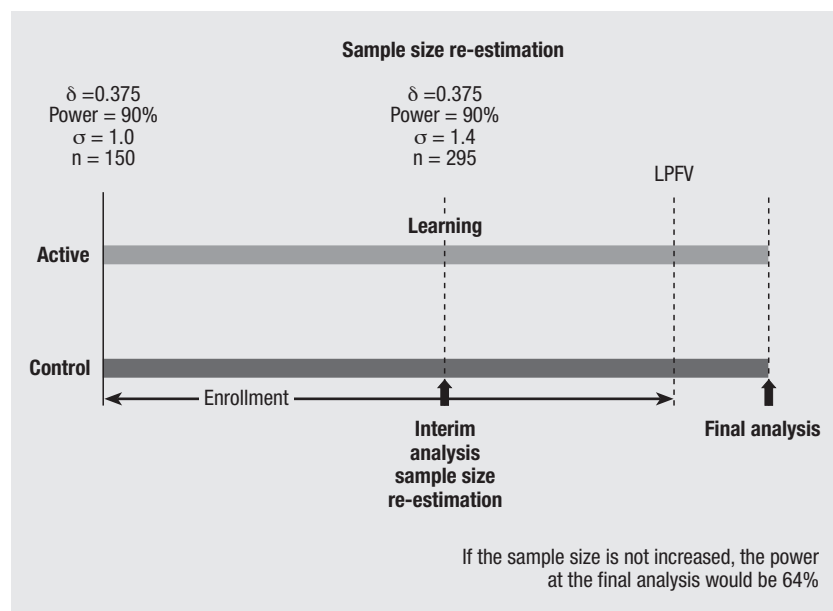 Sample size re-estimation
δ =0.375
Power = 90%
σ = 1.0
n = 150
δ =0.375
Power = 90%
σ = 1.4
n = 295
LPFV
Learning
Active
Control
Enrollment
Interim
analysis
sample size
re-estimation
Final analysis
If the sample size is not increased, the power
at the final analysis would be 64%